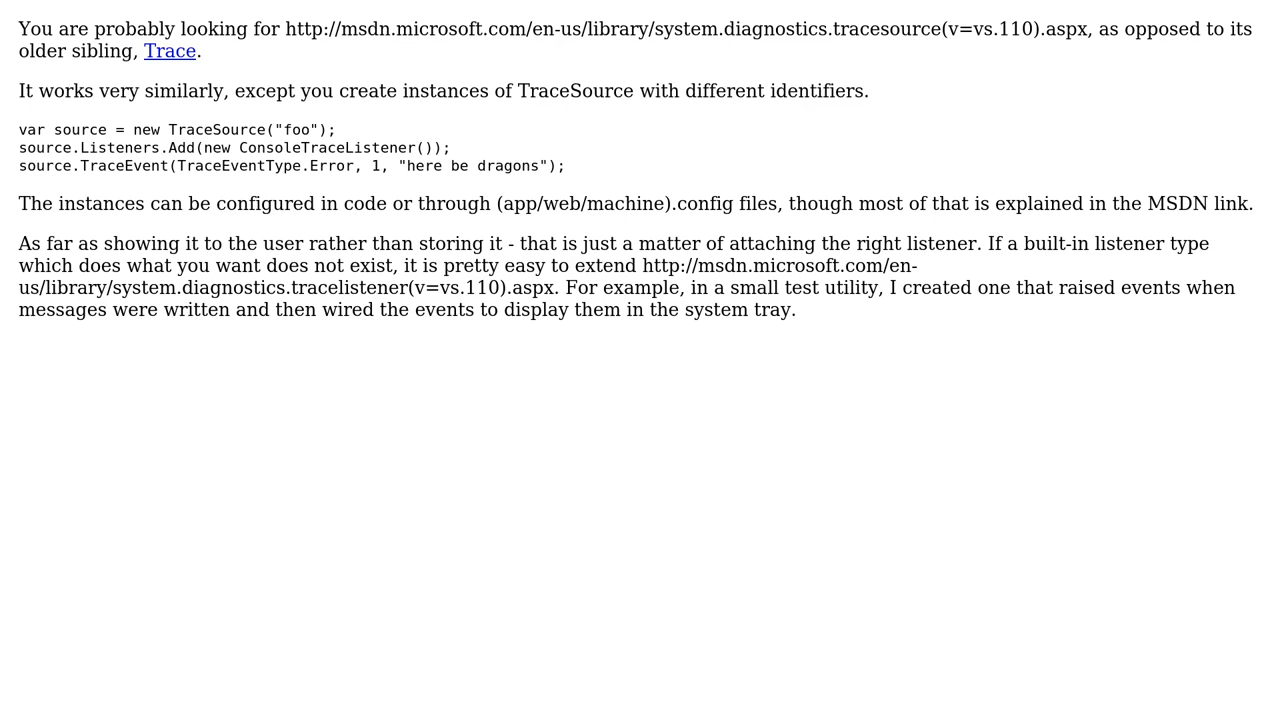 You are probably looking for http://msdn.microsoft.com/en-us/library/system.diagnostics.tracesource(v=vs.110).aspx, as opposed to its
older sibling, Trace.
It works very similarly, except you create instances of TraceSource with different identifiers.
var source = new TraceSource("foo");
source.Listeners.Add(new ConsoleTraceListener());
source.TraceEvent(TraceEventType.Error, 1, "here be dragons");
The instances can be configured in code or through (app/web/machine).config files, though most of that is explained in the MSDN link.
As far as showing it to the user rather than storing it - that is just a matter of attaching the right listener. If a built-in listener type
which does what you want does not exist, it is pretty easy to extend http://msdn.microsoft.com/en-
us/library/system.diagnostics.tracelistener(v=vs.110).aspx. For example, in a small test utility, I created one that raised events when
messages were written and then wired the events to display them in the system tray.